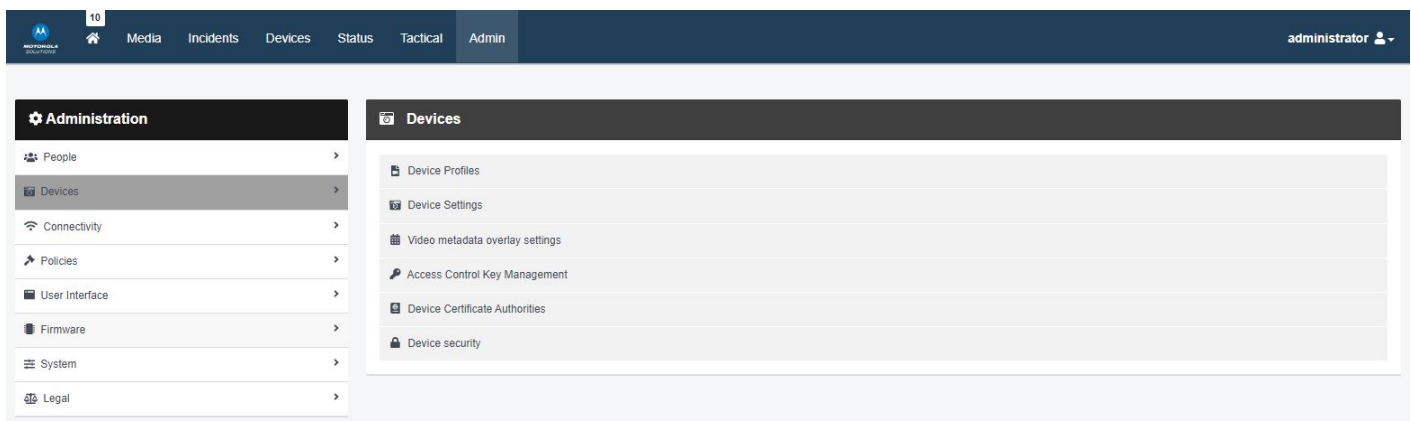 10
MOTOROLA
SOLUTIONS
Media Incidents Devices Status Tactical Admin administrator
Administration
People
Devices
Connectivity
Policies
User Interface
Firmware
System
Legal
Devices
Device Profiles
Device Settings
Video metadata overlay settings
Access Control Key Management
Device Certificate Authorities
Device security